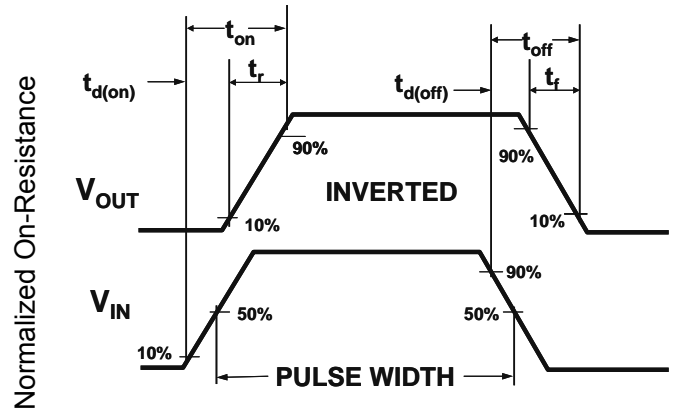 Normalized On-Resistance
ton
toff
td(on)
tr
td(off)
tf
90%
90%
VOUT
INVERTED
10%
10%
90%
VIN
50%
50%
10%
PULSE WIDTH